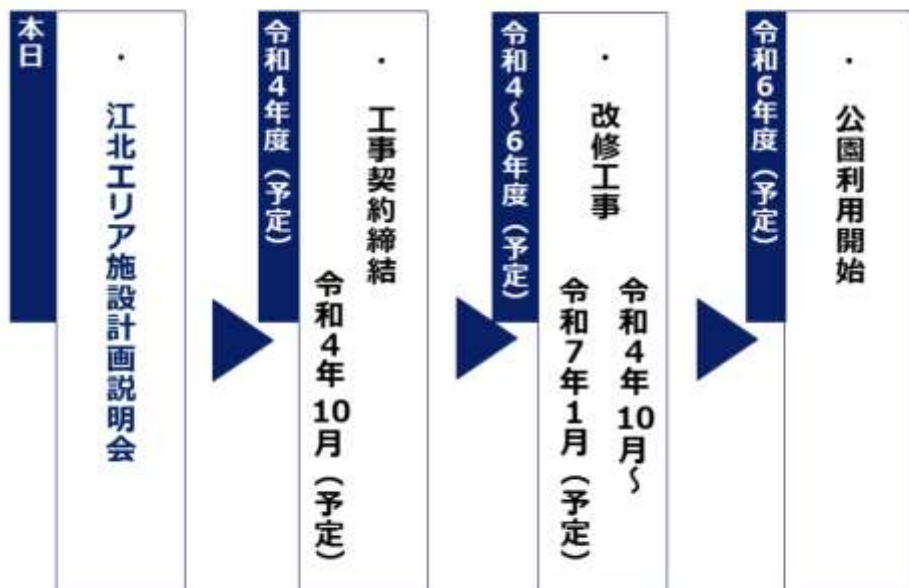 本日
・ 江北エリア施設計画説明会
令和4年度(予定)
・ 工事契約締結
令和4年10月(予定)
令和4~6年度(予定)
・ 改修工事
令和4年10月~
令和7年1月(予定)
令和6年度(予定)
・ 公園利用開始